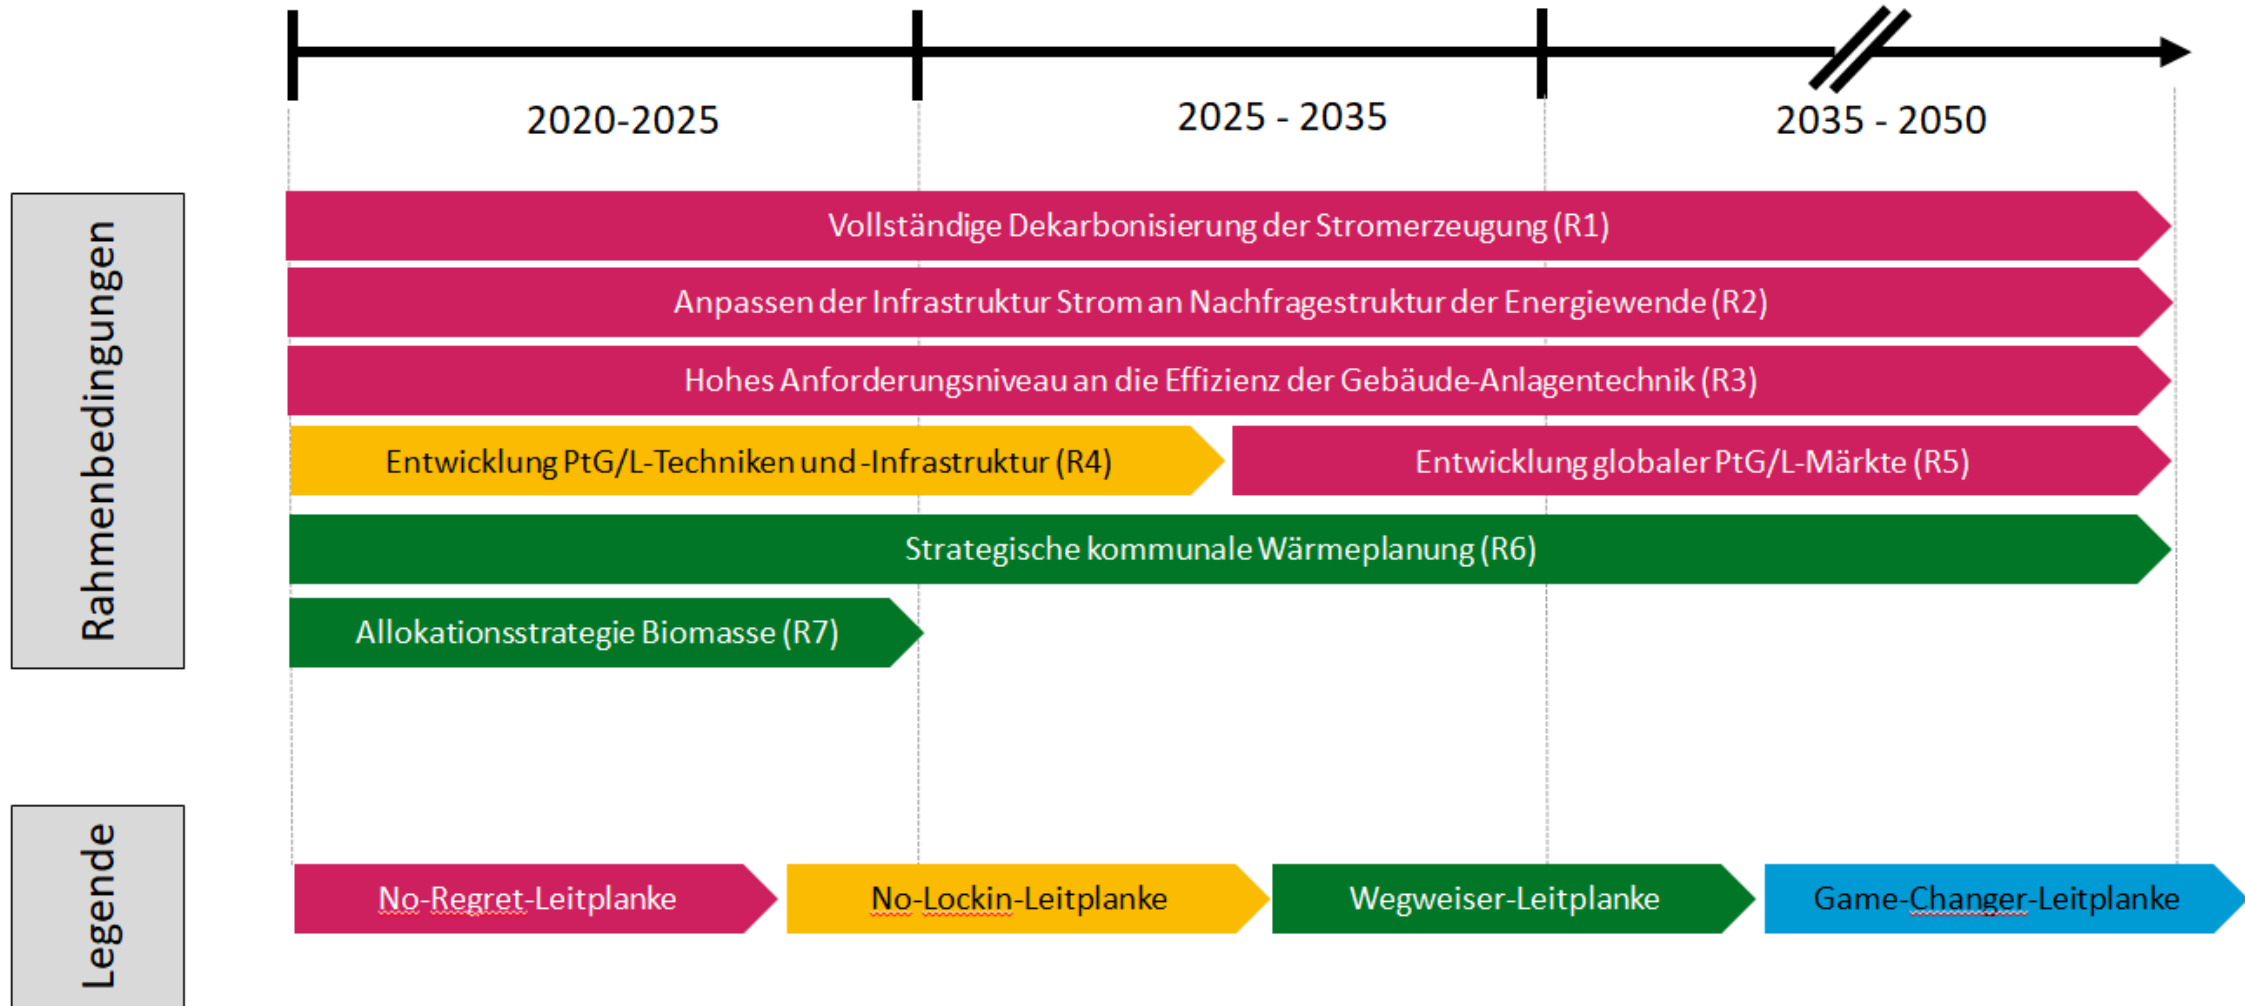 2020-2025
2025 - 2035
2035 - 2050
Rahmenbedingungen
Vollständige Dekarbonisierung der Stromerzeugung (R1)
Anpassen der Infrastruktur Strom an Nachfragestruktur der Energiewende (R2)
Hohes Anforderungsniveau an die Effizienz der Gebäude-Anlagentechnik (R3)
Entwicklung PtG/L-Techniken und -Infrastruktur (R4)
Entwicklung globaler PtG/L-Märkte (R5)
Strategische kommunale Wärmeplanung (R6)
Allokationsstrategie Biomasse (R7)
Legende
No-Regret-Leitplanke
No-Lockin-Leitplanke
Wegweiser-Leitplanke
Game-Changer-Leitplanke